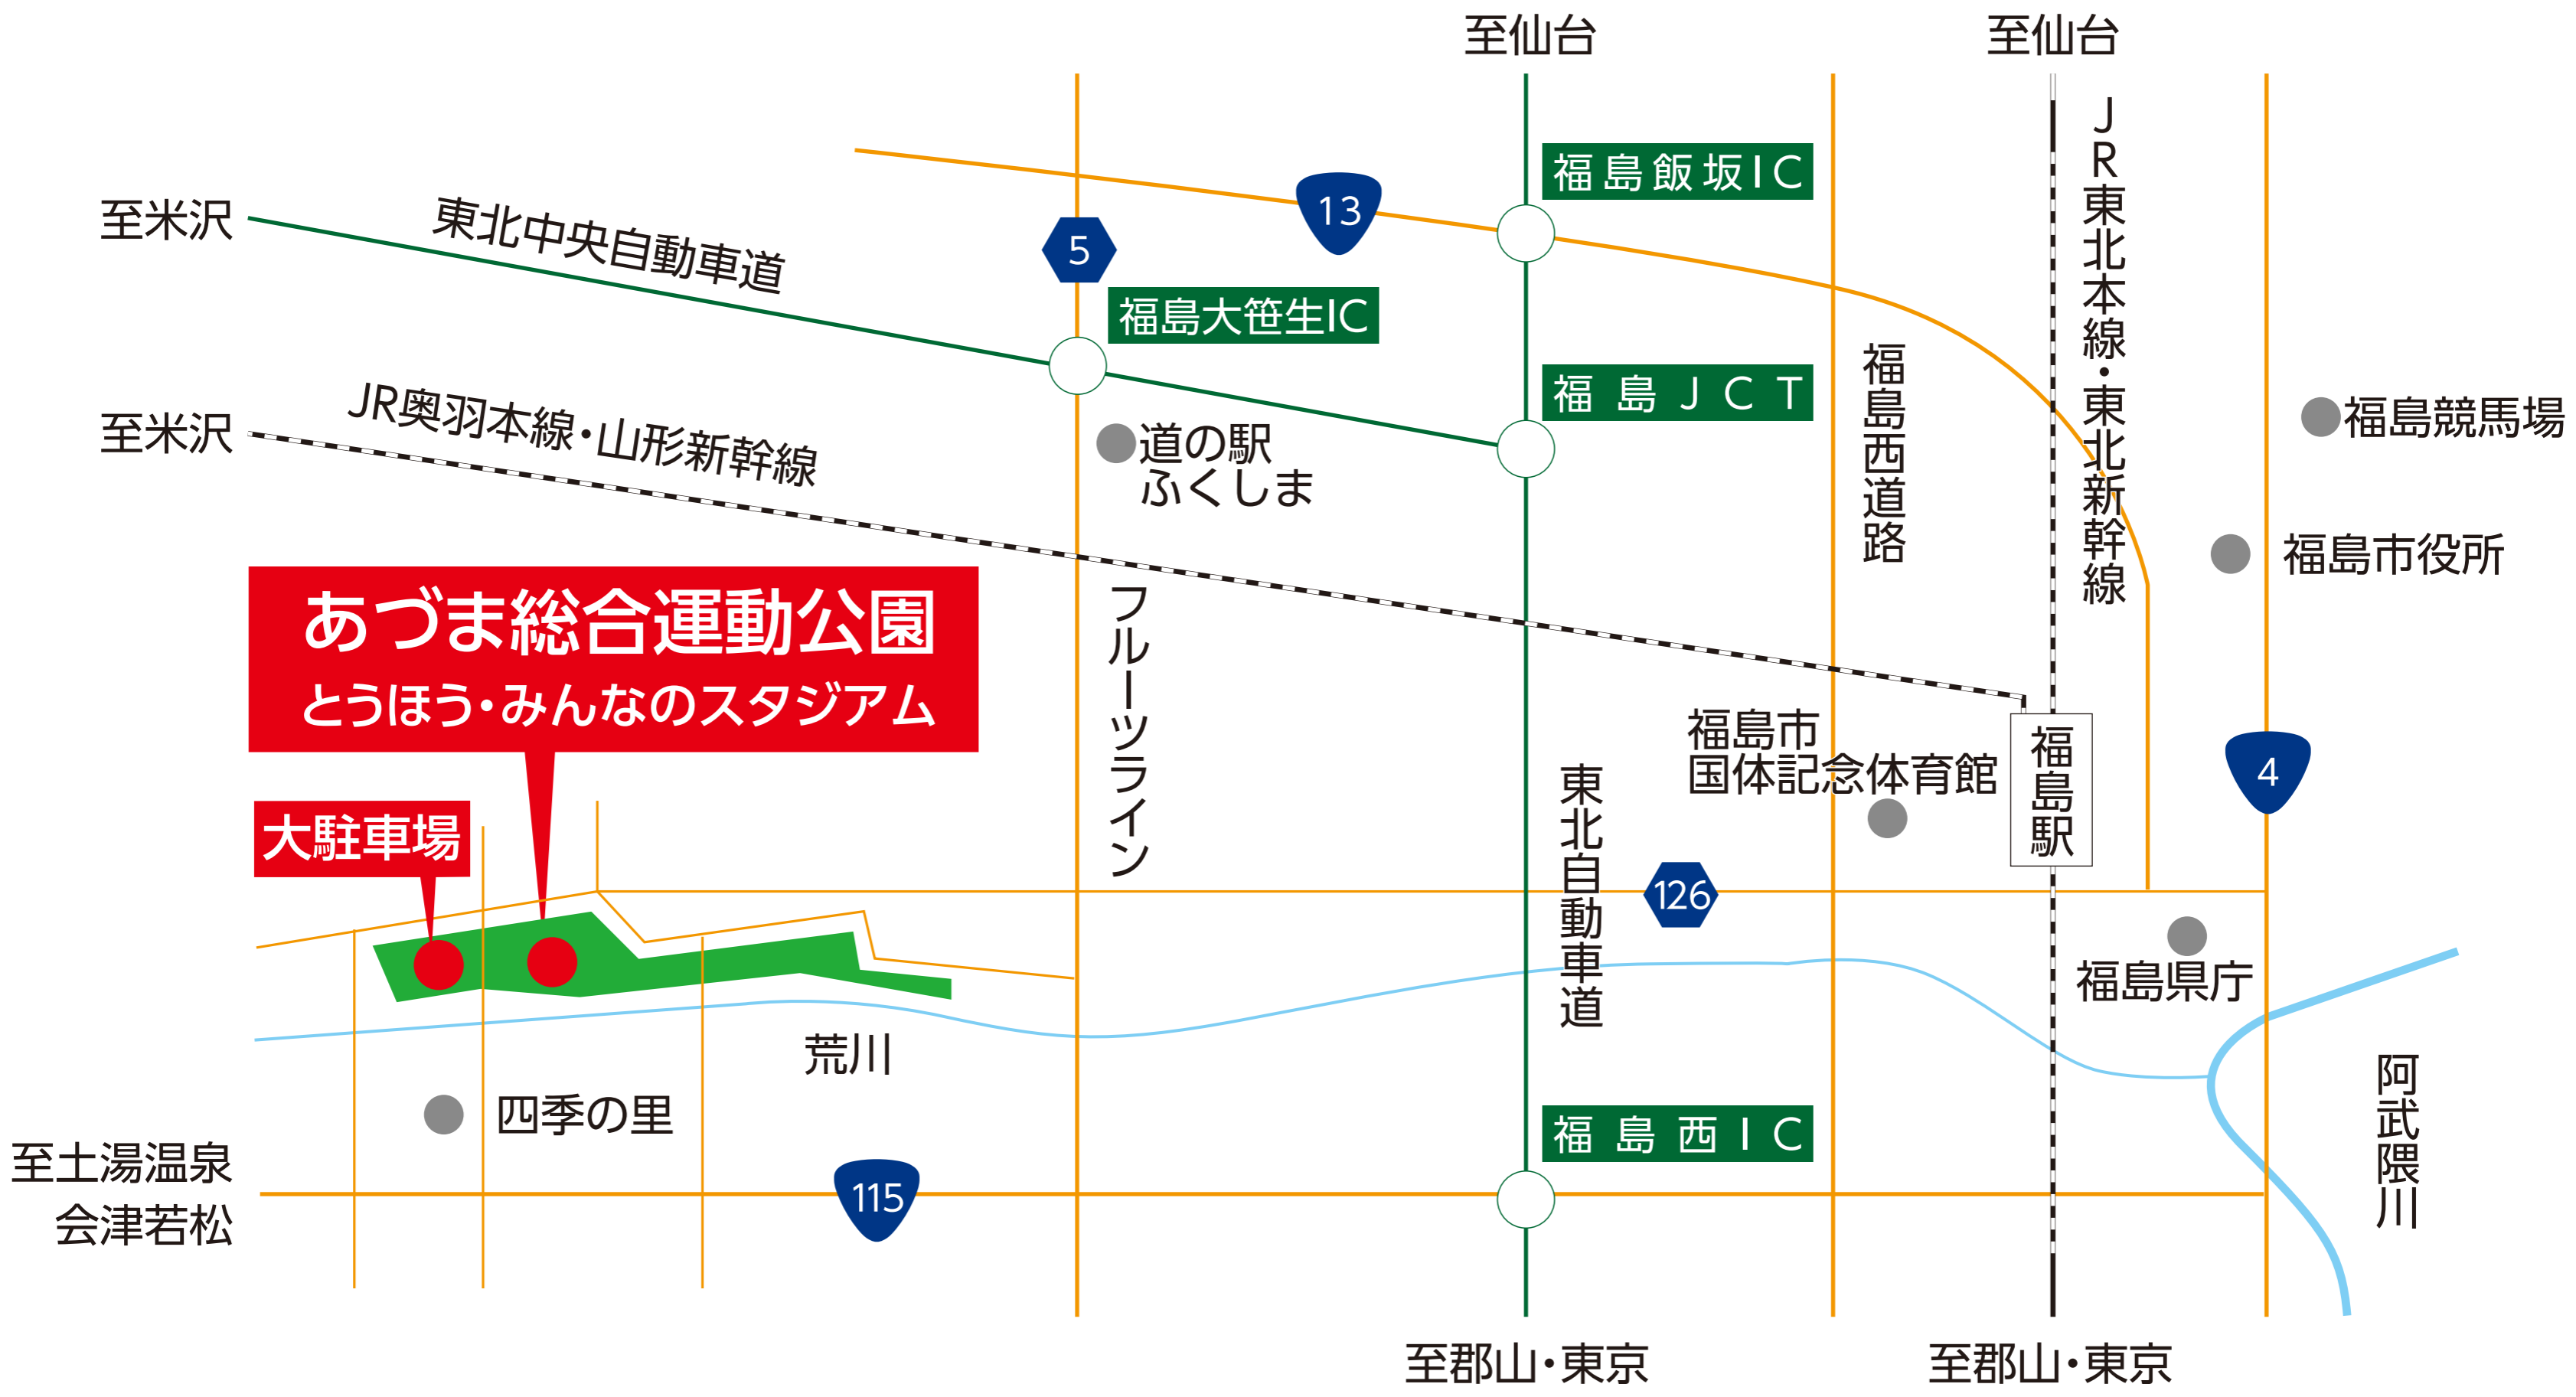 至仙台
至仙台
JR東北本線・東北新幹線
福島飯坂IC
13
至米沢
東北中央自動車道
5
福島大笹生IC
福島JCT
福島西道路
福島競馬場
JR奥羽本線・山形新幹線
至米沢
道の駅
ふくしま
福島市役所
あづま総合運動公園
とうほう・みんなのスタジアム
フルーツライン
福島市
国体記念体育館
福島駅
4
東北自動車道
大駐車場
126
福島県庁
荒川
阿武隈川
四季の里
福島西IC
至土湯温泉
会津若松
115
至郡山・東京
至郡山・東京